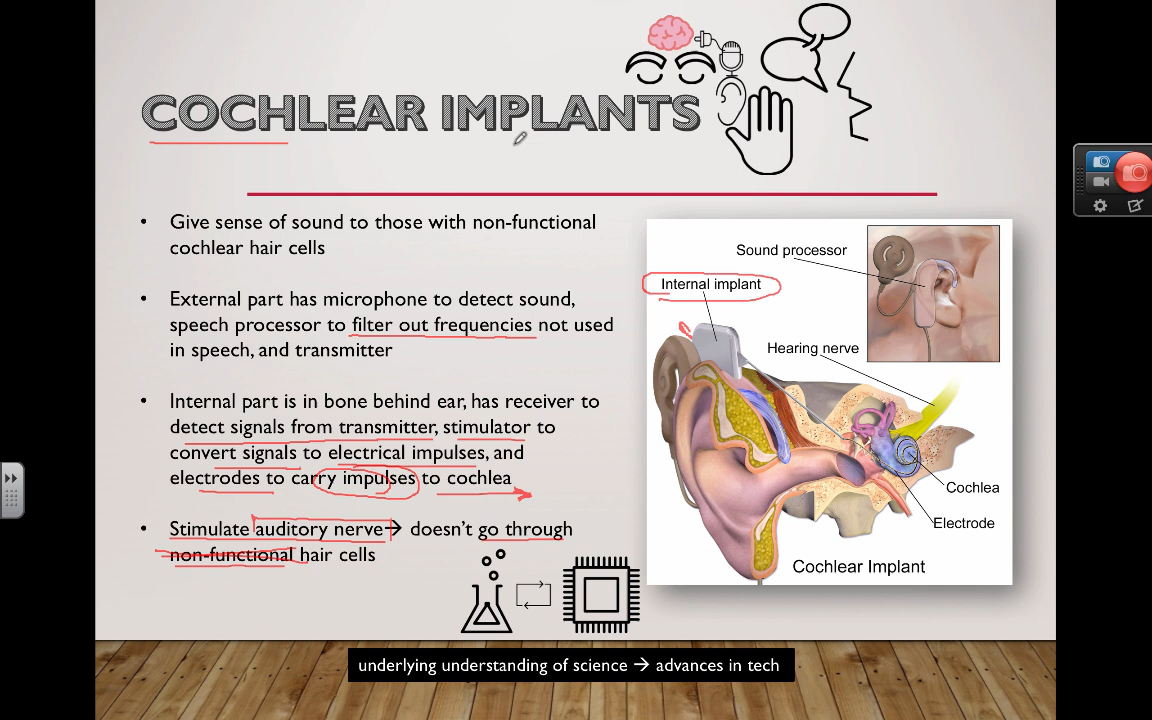 COCHLEAR IMPLANTS
• Give sense of sound to those with non-functional
cochlear hair cells
• External part has microphone to detect sound,
speech processor to filter out frequencies not used
in speech, and transmitter
• Internal part is in bone behind ear, has receiver to
detect signals from transmitter, stimulator to
convert signals to electrical impulses, and
electrodes to carry impulses to cochlea
• Stimulate auditory nerve→ doesn't go through
non-functional hair cells
Sound processor
Internal implant
Hearing nerve
Cochlea
Electrode
Cochlear Implant
underlying understanding of science → advances in tech